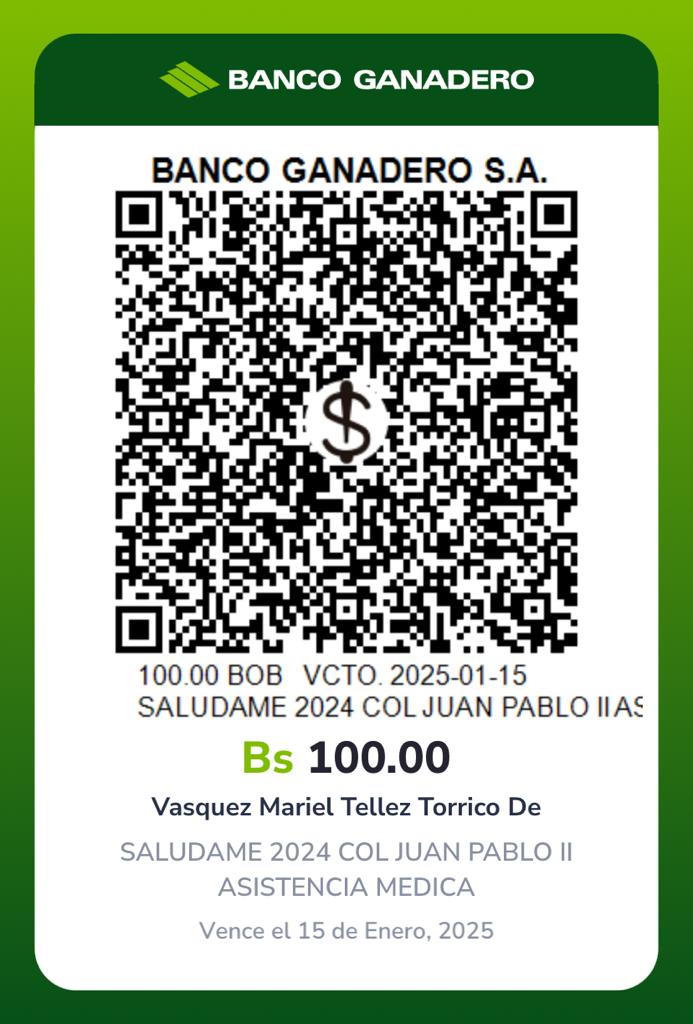 BANCO GANADERO
BANCO GANADERO S.A.
$
100.00 BOB VCTO. 2025-01-15
SALUDAME 2024 COL JUAN PABLO II AS
Bs 100.00
Vasquez Mariel Tellez Torrico De
SALUDAME 2024 COL JUAN PABLO II
ASISTENCIA MEDICA
Vence el 15 de Enero, 2025